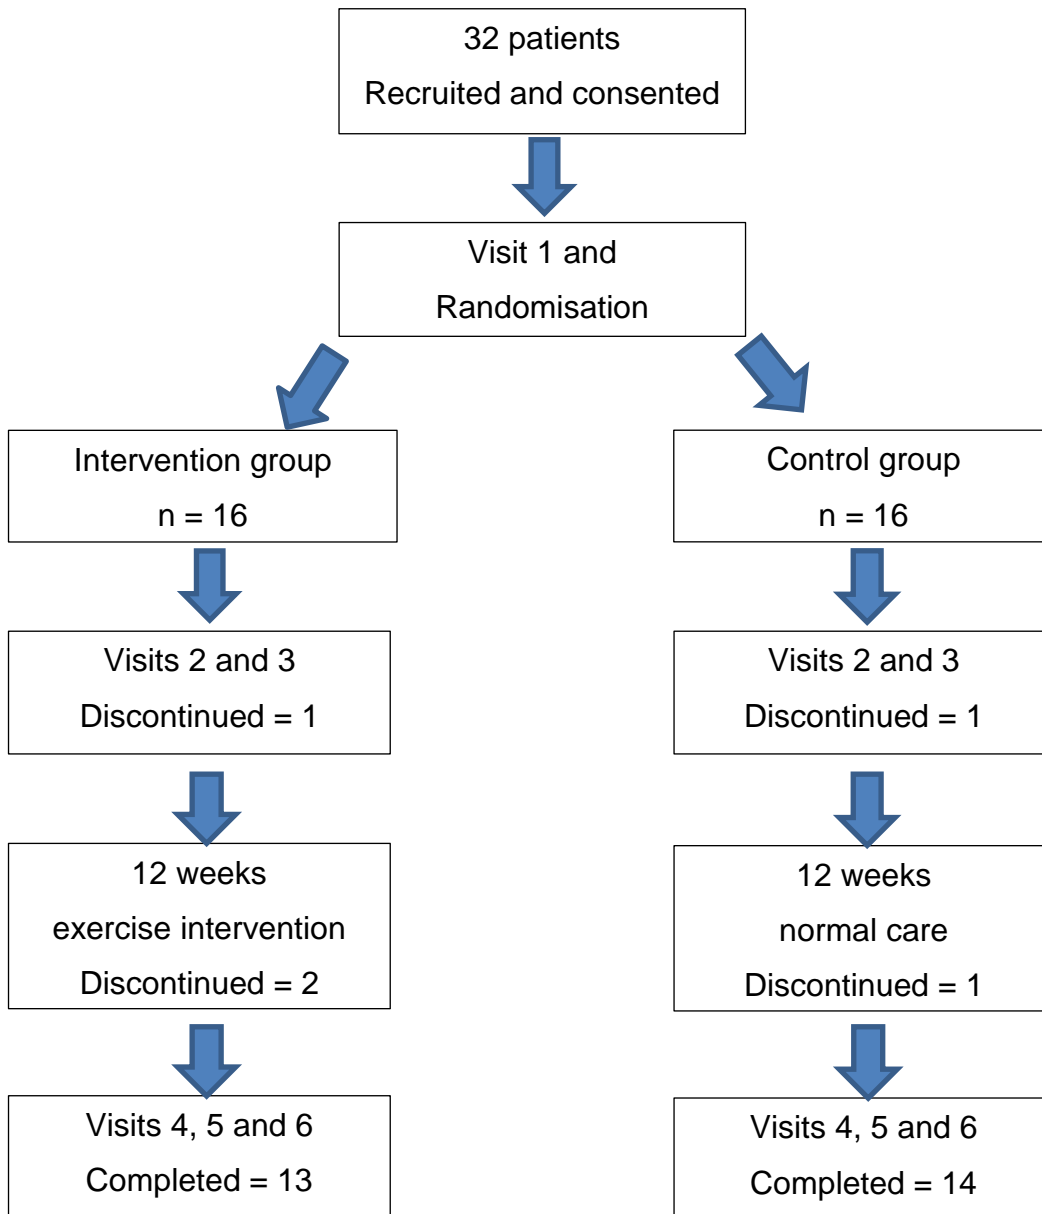 32 patients
Recruited and consented
Visit 1 and
Randomisation
Intervention group
n = 16
Control group
n = 16
Visits 2 and 3
Discontinued = 1
Visits 2 and 3
Discontinued = 1
12 weeks
exercise intervention
Discontinued = 2
12 weeks
normal care
Discontinued = 1
Visits 4, 5 and 6
Completed = 13
Visits 4, 5 and 6
Completed = 14